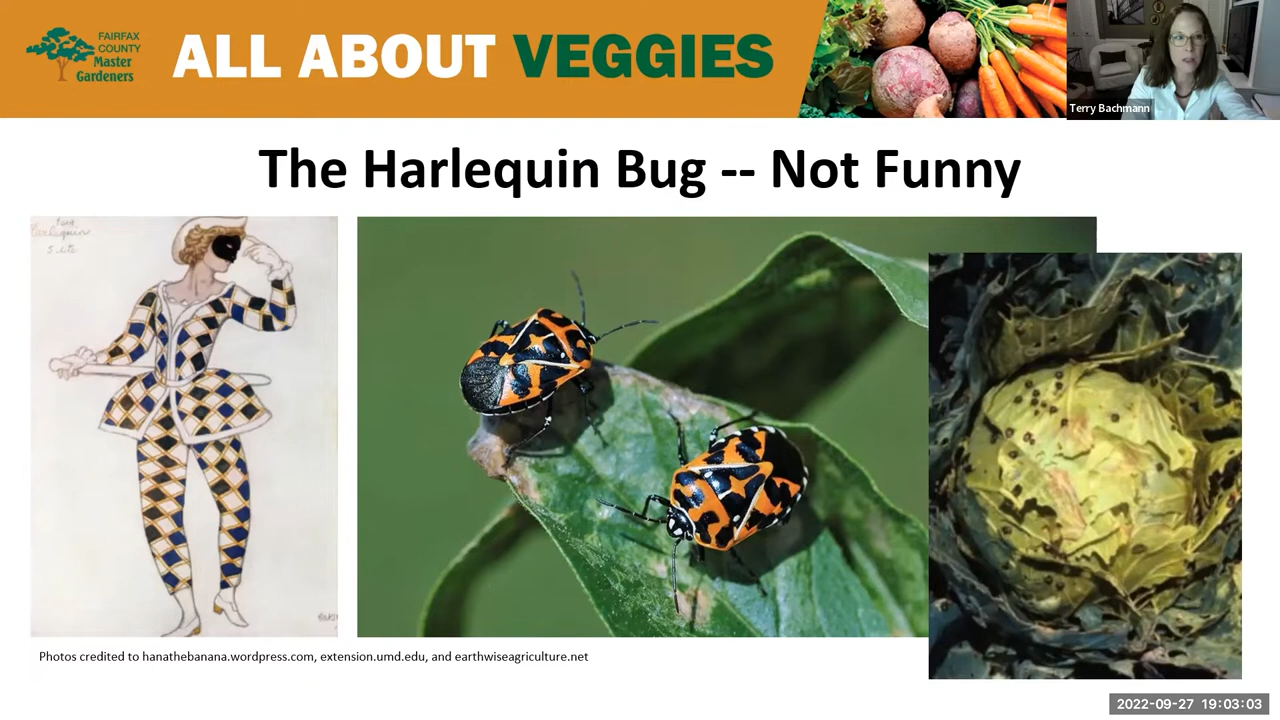 FAIRFAX
COUNTY
Master
Gardeners
ALL ABOUT VEGGIES
Terry Bachmann
The Harlequin Bug -- Not Funny
Photos credited to hanathebanana.wordpress.com, extension.umd.edu, and earthwiseagriculture.net
2022-09-27 19:03:03